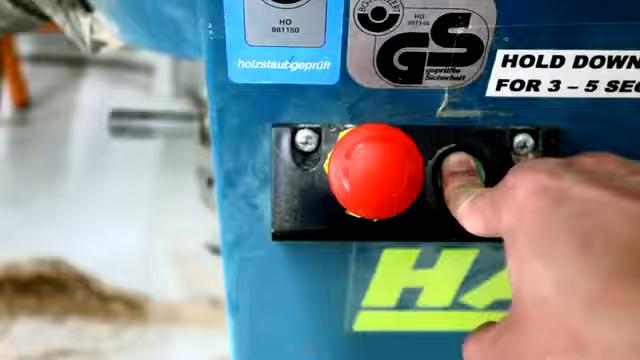 HO
981150
holzstaubgeprüft
HO
GS
geprüfte
Sicherheit
HOLD DOWN
FOR 3 – 5 SEC
HA